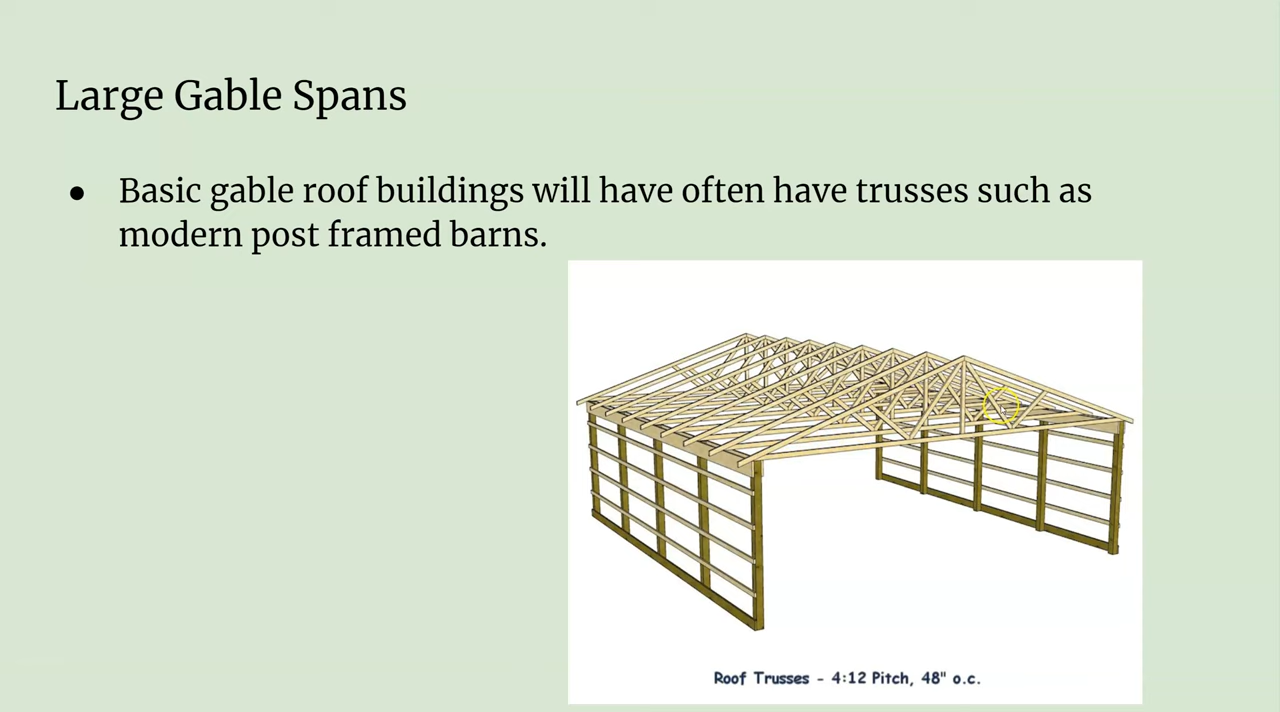 Large Gable Spans
● Basic gable roof buildings will have often have trusses such as
modern post framed barns.
Roof Trusses - 4:12 Pitch, 48" o.c.